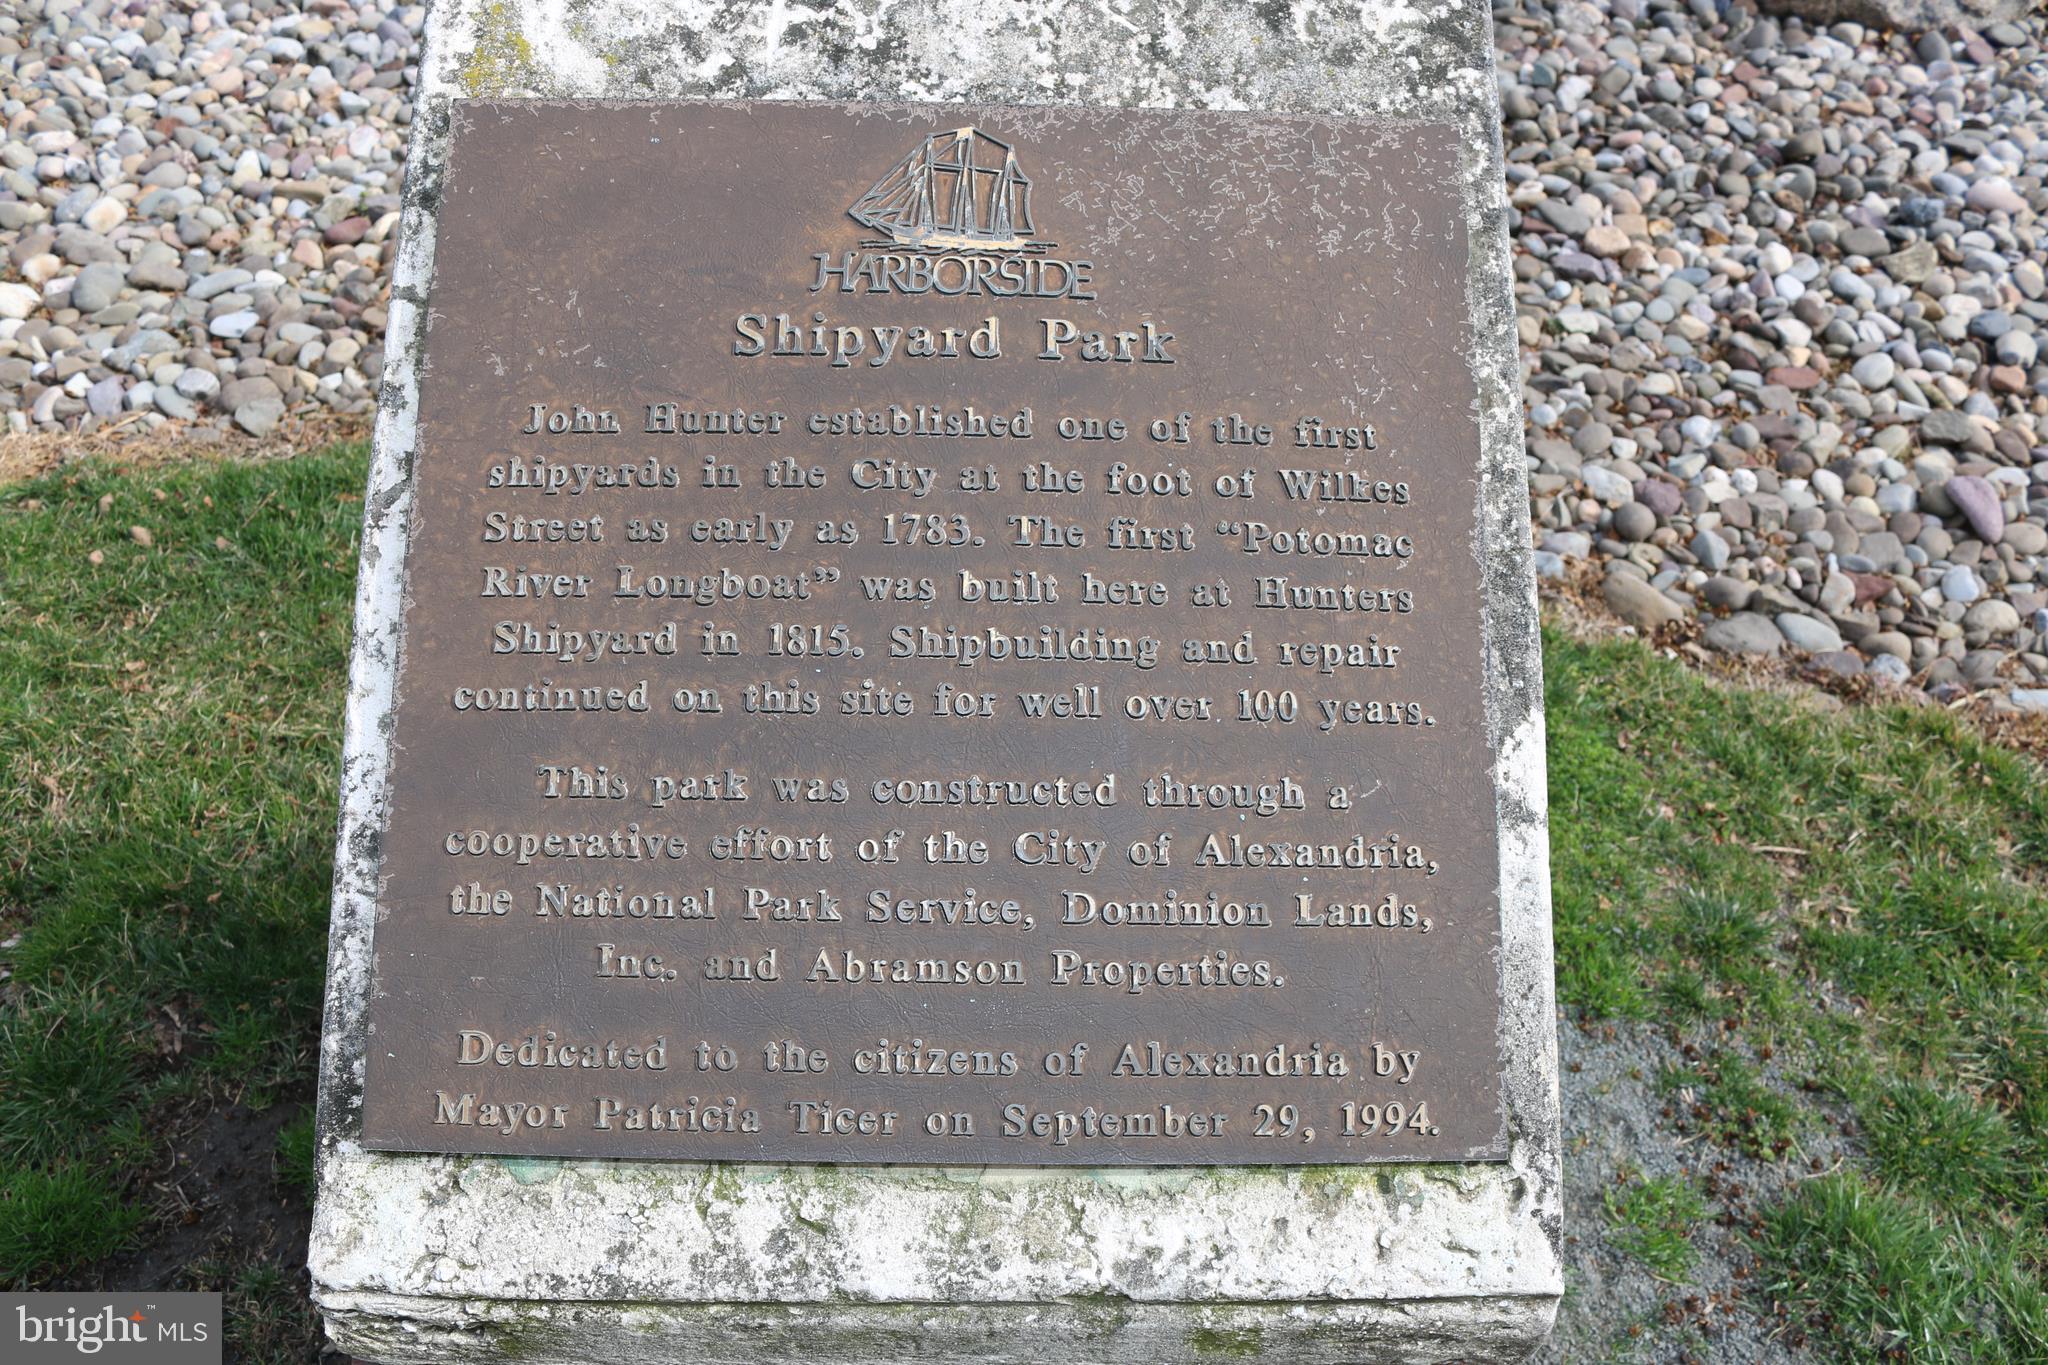 HARBORSIDE
Shipyard Park
John Hunter established one of the first
shipyards in the City at the foot of Wilkes
Street as early as 1783. The first “Potomac
River Longboat” was built here at Hunters
Shipyard in 1815. Shipbuilding and repair
continued on this site for well over 100 years.
This park was constructed through a
cooperative effort of the City of Alexandria,
the National Park Service, Dominion Lands,
Inc. and Abramson Properties.
Dedicated to the citizens of Alexandria by
Mayor Patricia Ticer on September 29, 1994.
bright™ MLS